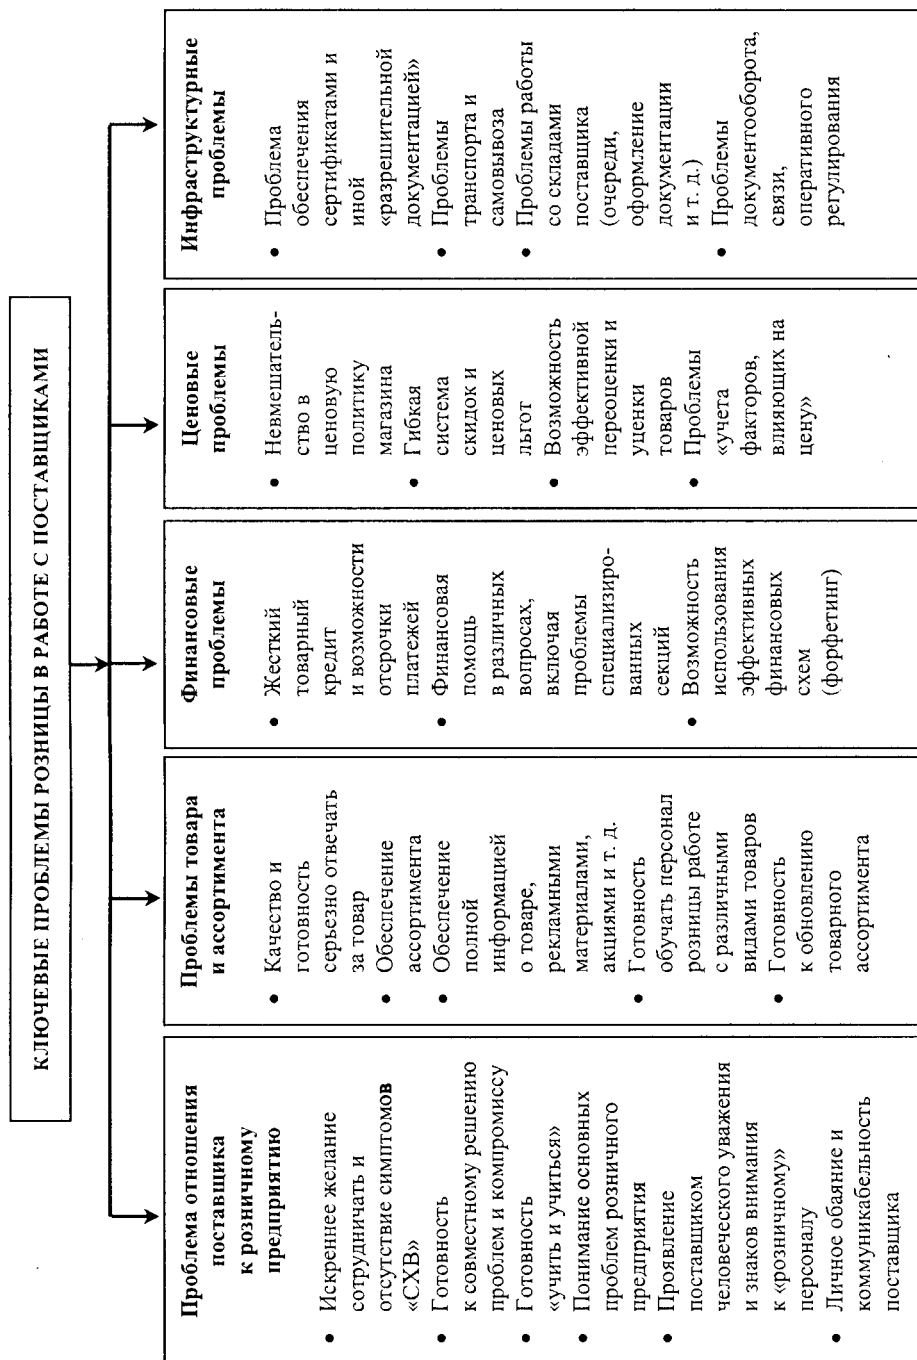 КЛЮЧЕВЫЕ ПРОБЛЕМЫ РОЗНИЦЫ В РАБОТЕ С ПОСТАВЩИКАМИ
Проблема отношения
поставщика
к розничному
предприятию
• Искреннее желание
сотрудничать и
отсутствие симптомов
«СХВ»
• Готовность
к совместному решению
проблем и компромиссу
• Готовность
«учить и учиться»
• Понимание основных
проблем розничного
предприятия
• Проявление
поставщиком
человеческого уважения
и знаков внимания
к «розничному»
персоналу
• Личное обаяние и
коммуникабельность
поставщика
Проблемы товара
и ассортимента
• Качество и
готовность
серьезно отвечать
за товар
• Обеспечение
ассортимента
• Обеспечение
полной
информацией
о товаре,
рекламными
материалами,
акциями и т. д.
• Готовность
обучать персонал
розницы работе
с различными
видами товаров
• Готовность
к обновлению
товарного
ассортимента
Финансовые
проблемы
• Жесткий
товарный
кредит
и возможности
отсрочки
платежей
• Финансовая
помощь
в различных
вопросах,
включая
проблемы
специализиро-
ванных
секций
• Возможность
использования
эффективных
финансовых
схем
(форфетинг)
Ценовые
проблемы
• Невмешатель-
ство в
ценовую
политику
магазина
• Гибкая
система
скидок и
ценовых
льгот
• Возможность
эффективной
переоценки и
уценки
товаров
• Проблемы
«учета
факторов,
влияющих на
цену»
Инфраструктурные
проблемы
• Проблема
обеспечения
сертификатами и
иной
«разрешительной
документацией»
• Проблемы
транспорта и
самовывоза
• Проблемы работы
со складами
поставщика
(очереди,
оформление
документации
и т. д.)
• Проблемы
документооборота,
связи,
оперативного
регулирования